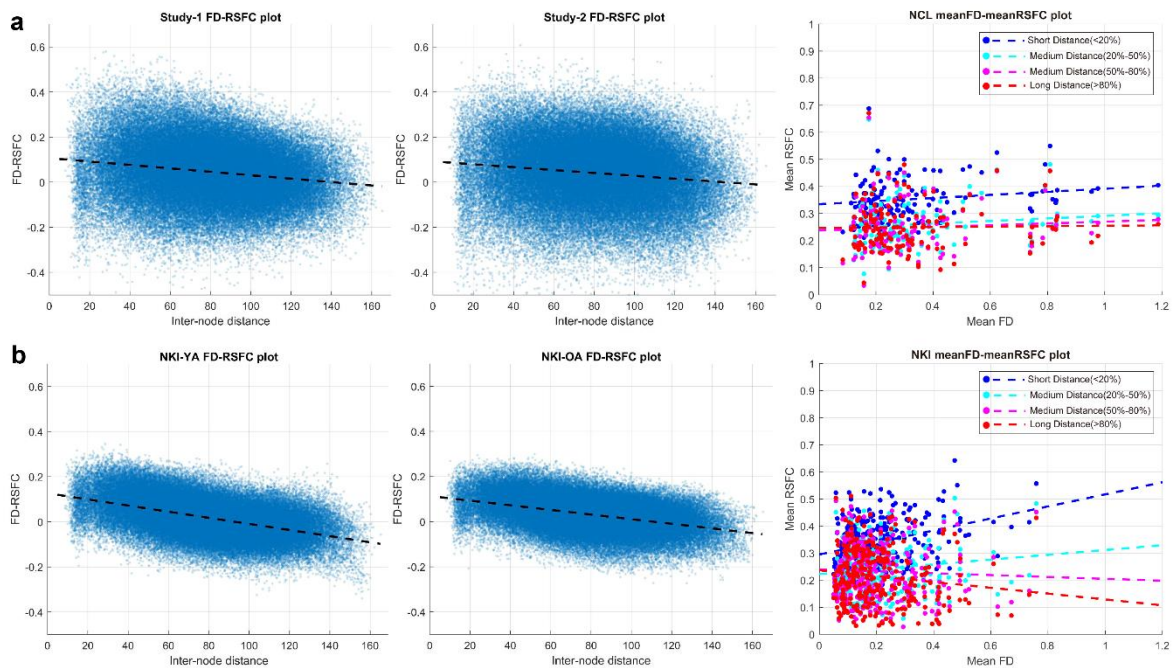 a
Study-1 FD-RSFC plot
0.6
0.4
0.2
0
-0.2
-0.4
FD-RSFC
0 20 40 60 80 100 120 140 160
Inter-node distance
Study-2 FD-RSFC plot
0.6
0.4
0.2
0
-0.2
-0.4
FD-RSFC
0 20 40 60 80 100 120 140 160
Inter-node distance
NCL meanFD-meanRSFC plot
Short Distance(<20%)
Medium Distance(20%-50%)
Medium Distance(50%-80%)
Long Distance(>80%)
1
0.9
0.8
0.7
0.6
0.5
0.4
0.3
0.2
0.1
0
Mean RSFC
0 0.2 0.4 0.6 0.8 1 1.2
Mean FD
b
NKI-YA FD-RSFC plot
0.6
0.4
0.2
0
-0.2
-0.4
FD-RSFC
0 20 40 60 80 100 120 140 160
Inter-node distance
NKI-OA FD-RSFC plot
0.6
0.4
0.2
0
-0.2
-0.4
FD-RSFC
0 20 40 60 80 100 120 140 160
Inter-node distance
NKI meanFD-meanRSFC plot
Short Distance(<20%)
Medium Distance(20%-50%)
Medium Distance(50%-80%)
Long Distance(>80%)
1
0.9
0.8
0.7
0.6
0.5
0.4
0.3
0.2
0.1
0
Mean RSFC
0 0.2 0.4 0.6 0.8 1 1.2
Mean FD